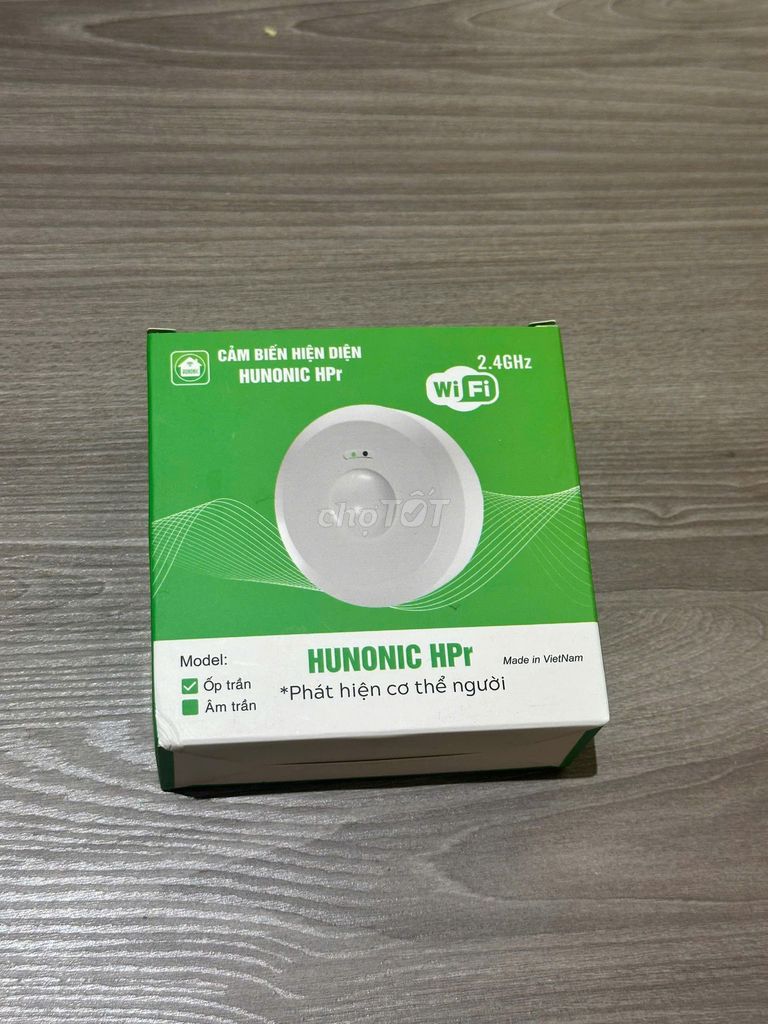 CẢM BIẾN HIỆN DIỆN
HUNONIC HPr
HUNONIC
2.4GHz
WiFi
chợTỐT
Model:
Ốp trần
Âm trần
HUNONIC HPr
*Phát hiện cơ thể người
Made in VietNam